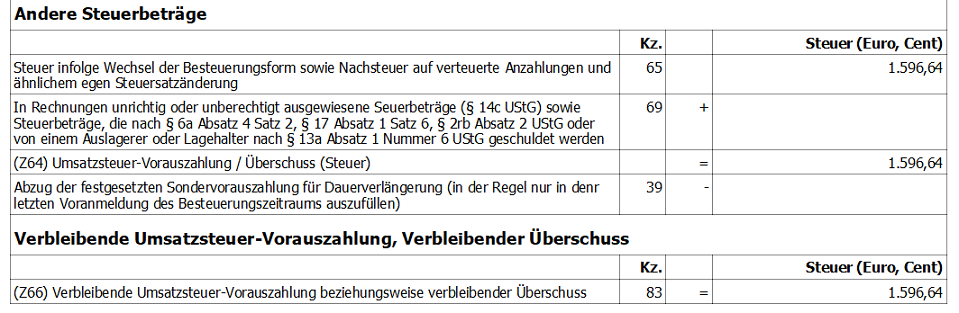 Andere Steuerbeträge
Kz. Steuer (Euro, Cent)
Steuer infolge Wechsel der Besteuerungsform sowie Nachsteuer auf verteuerte Anzahlungen und 65 1.596,64
ähnlichem egen Steuersatzänderung
In Rechnungen unrichtig oder unberechtigt ausgewiesene Seuerbeträge (§ 14c UStG) sowie 69 +
Steuerbeträge, die nach § 6a Absatz 4 Satz 2, § 17 Absatz 1 Satz 6, § 2rb Absatz 2 UStG oder
von einem Auslagerer oder Lagehalter nach § 13a Absatz 1 Nummer 6 UStG geschuldet werden
(Z64) Umsatzsteuer-Vorauszahlung / Überschuss (Steuer) = 1.596,64
Abzug der festgesetzten Sondervorauszahlung für Dauerverlängerung (in der Regel nur in denr 39 -
letzten Voranmeldung des Besteuerungszeitraums auszufüllen)
Verbleibende Umsatzsteuer-Vorauszahlung, Verbleibender Überschuss
Kz. Steuer (Euro, Cent)
(Z66) Verbleibende Umsatzsteuer-Vorauszahlung beziehungsweise verbleibender Überschuss 83 = 1.596,64